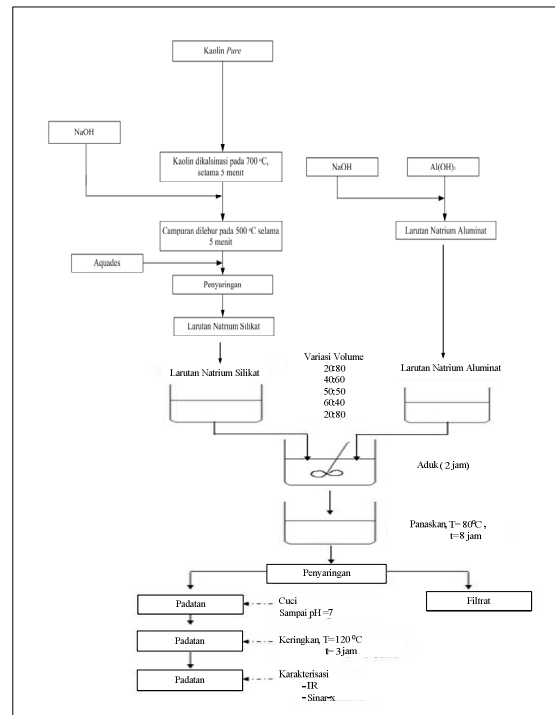 Kaolin Pure
NaOH
Kaolin dikalsinasi pada 700 °C,
selama 5 menit
Campuran dilebur pada 500 °C selama
5 menit
Aquades
Penyaringan
Larutan Natrium Silikat
NaOH
Al(OH)₃
Larutan Natrium Aluminat
Larutan Natrium Silikat
Variasi Volume
20:80
40:60
50:50
60:40
20:80
Larutan Natrium Aluminat
Aduk ( 2 jam)
Panaskan, T= 80⁰C ,
t=8 jam
Penyaringan
Padatan
Cuci
Sampai pH =7
Filtrat
Padatan
Keringkan, T=120 ⁰C
t= 3 jam
Padatan
Karakterisasi
- IR
- Sinar-x